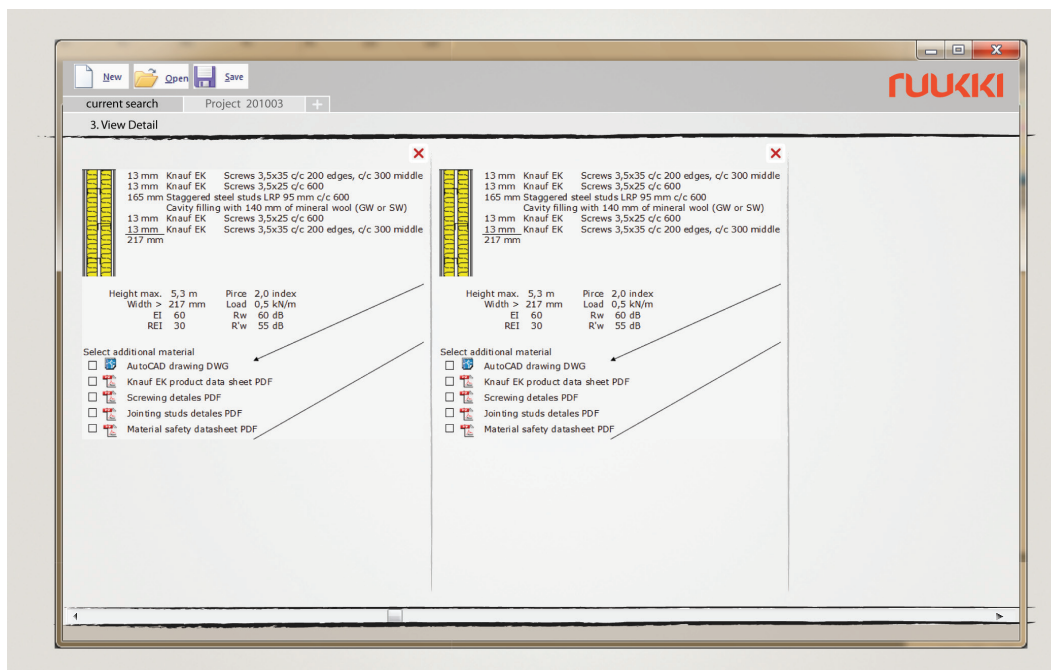 New Open Save
ruukki
current search Project 201003 +
3. View Detail
13 mm Knauf EK Screws 3,5x35 c/c 200 edges, c/c 300 middle
13 mm Knauf EK Screws 3,5x25 c/c 600
165 mm Staggered steel studs LRP 95 mm c/c 600
Cavity filling with 140 mm of mineral wool (GW or SW)
13 mm Knauf EK Screws 3,5x25 c/c 600
13 mm Knauf EK Screws 3,5x35 c/c 200 edges, c/c 300 middle
217 mm
Height max. 5,3 m Pirce 2,0 index
Width > 217 mm Load 0,5 kN/m
EI 60 Rw 60 dB
REI 30 R'w 55 dB
Select additional material
AutoCAD drawing DWG
Knauf EK product data sheet PDF
Screwing detales PDF
Jointing studs detales PDF
Material safety datasheet PDF
13 mm Knauf EK Screws 3,5x35 c/c 200 edges, c/c 300 middle
13 mm Knauf EK Screws 3,5x25 c/c 600
165 mm Staggered steel studs LRP 95 mm c/c 600
Cavity filling with 140 mm of mineral wool (GW or SW)
13 mm Knauf EK Screws 3,5x25 c/c 600
13 mm Knauf EK Screws 3,5x35 c/c 200 edges, c/c 300 middle
217 mm
Height max. 5,3 m Pirce 2,0 index
Width > 217 mm Load 0,5 kN/m
EI 60 Rw 60 dB
REI 30 R'w 55 dB
Select additional material
AutoCAD drawing DWG
Knauf EK product data sheet PDF
Screwing detales PDF
Jointing studs detales PDF
Material safety datasheet PDF